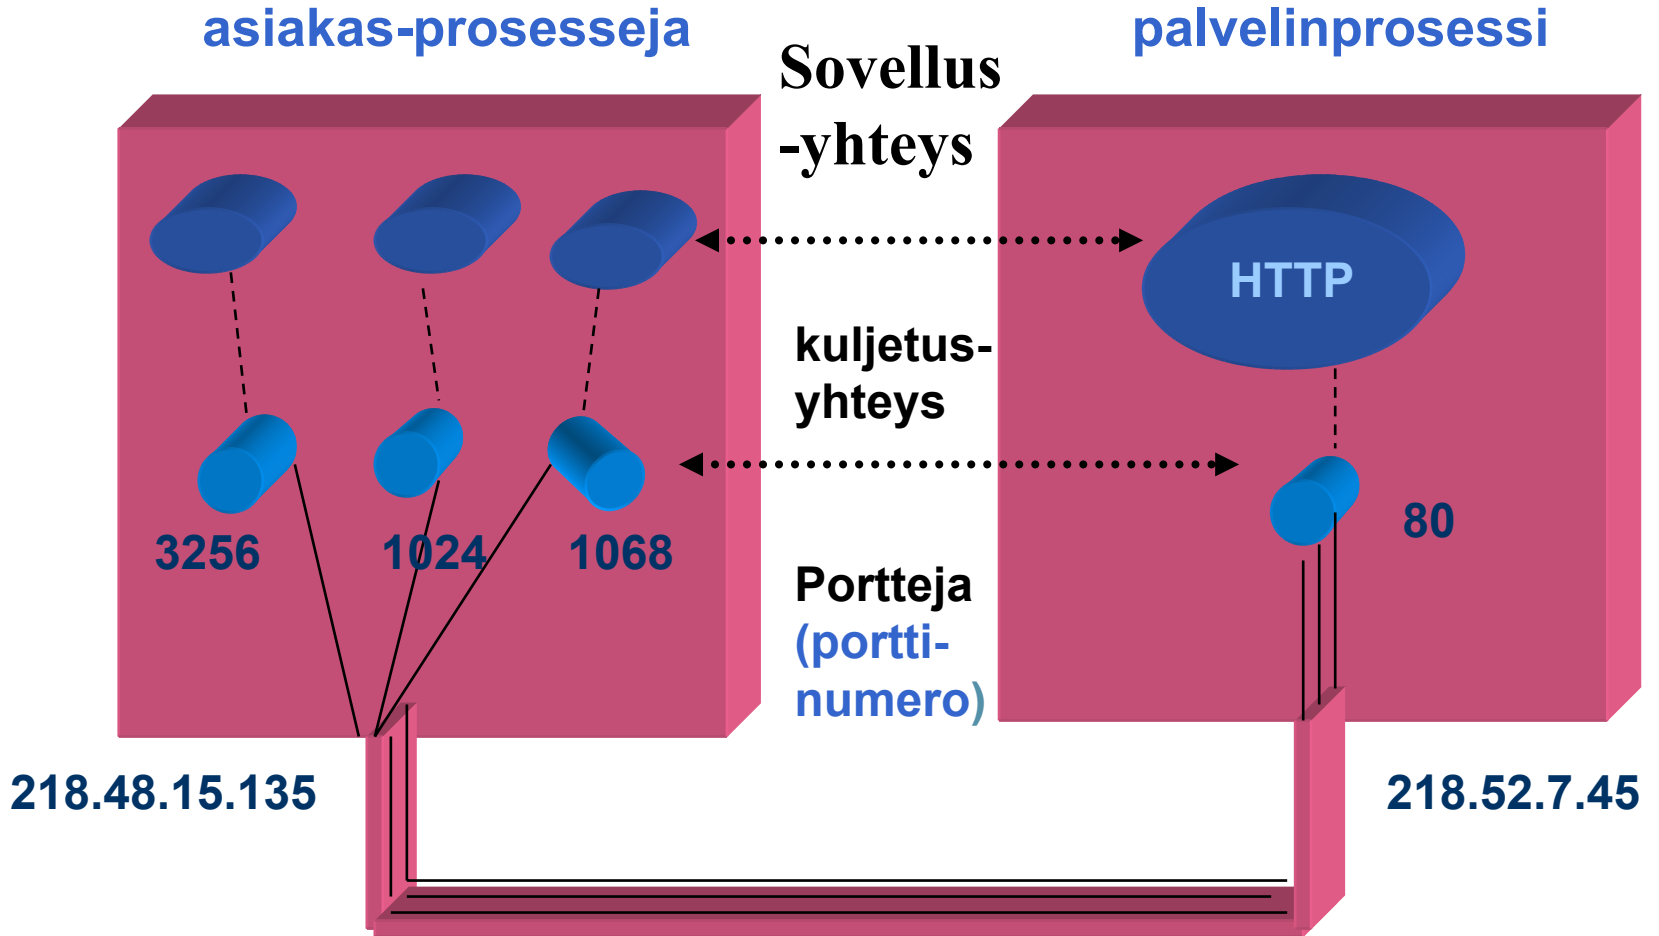 asiakas-prosesseja
palvelinprosessi
Sovellus
-yhteys
HTTP
kuljetus-
yhteys
3256
1024
1068
80
Portteja
(portti-
numero)
218.48.15.135
218.52.7.45